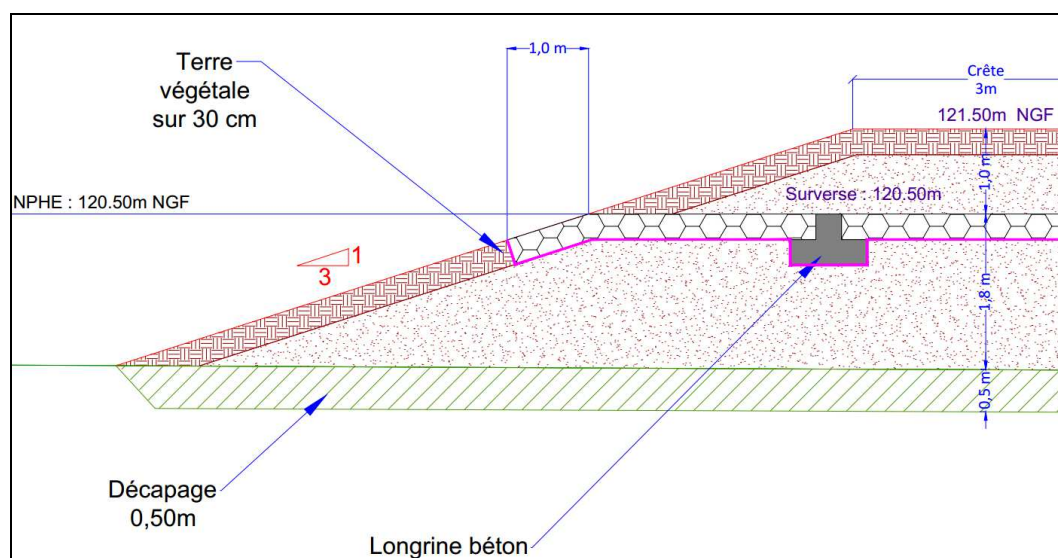 Terre
végétale
sur 30 cm
1,0 m
Crête
3m
121.50m NGF
1,0 m
NPHE : 120.50m NGF
Surverse : 120.50m
1
3
1,8 m
0,5 m
Décapage
0,50m
Longrine béton